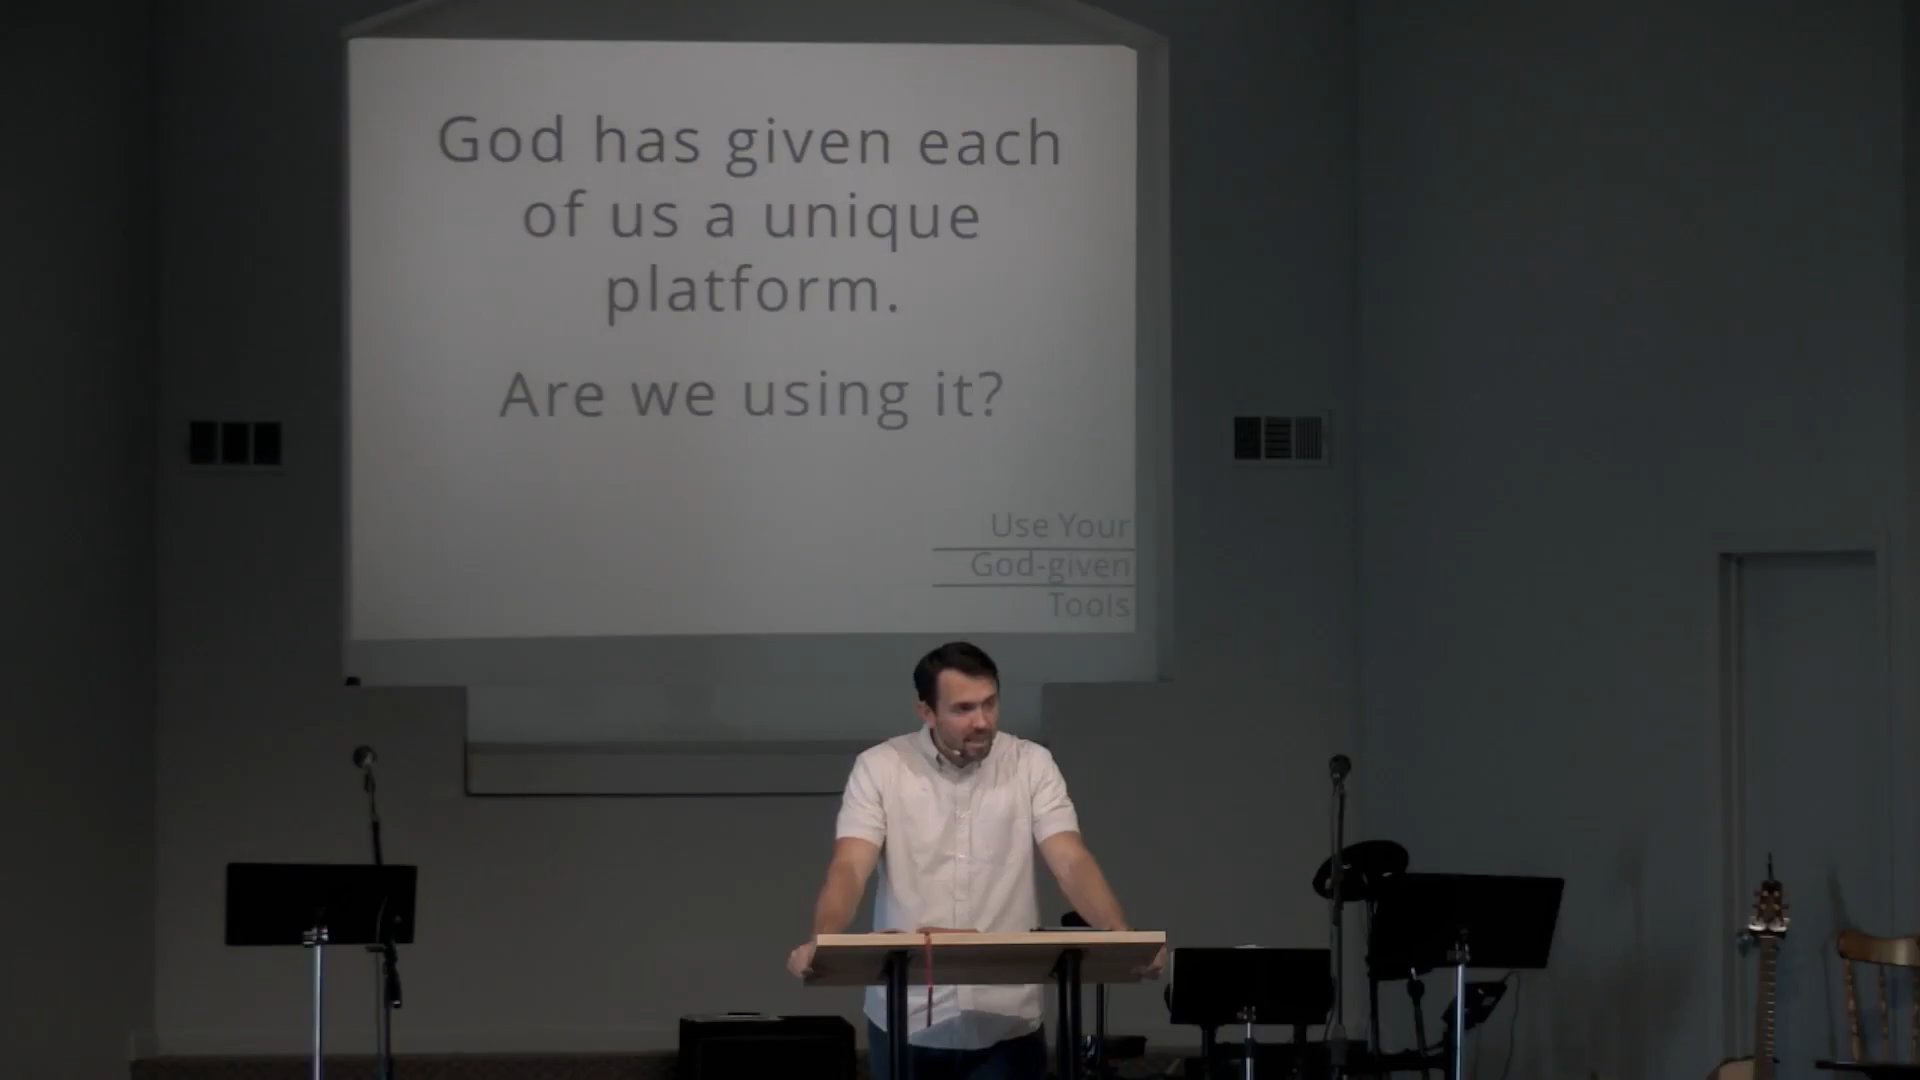 God has given each
of us a unique
platform.
Are we using it?
Use Your
God-given
Tools